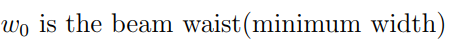 w₀ is the beam waist(minimum width)